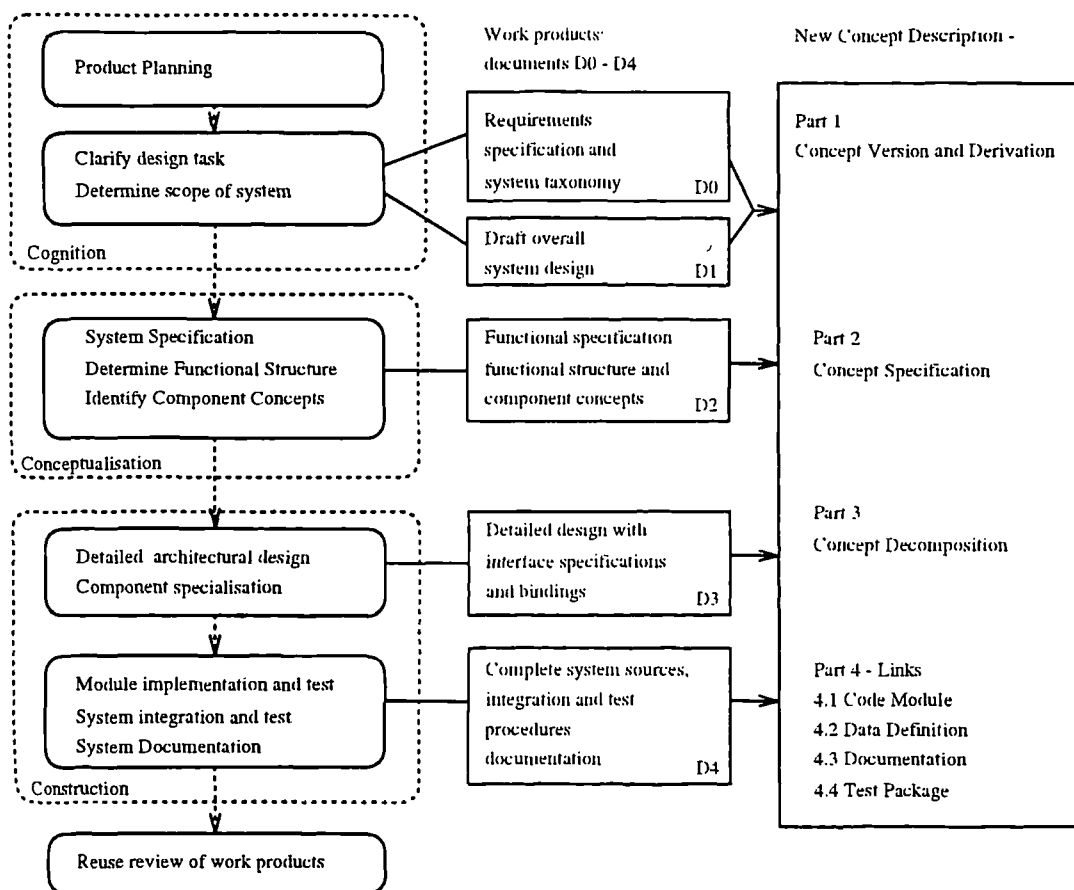 Product Planning
Clarify design task
Determine scope of system
Cognition
System Specification
Determine Functional Structure
Identify Component Concepts
Conceptualisation
Detailed architectural design
Component specialisation
Module implementation and test
System integration and test
System Documentation
Construction
Reuse review of work products
Work products:
documents D0 - D4
Requirements
specification and
system taxonomy
D0
Draft overall
system design
D1
Functional specification
functional structure and
component concepts
D2
Detailed design with
interface specifications
and bindings
D3
Complete system sources,
integration and test
procedures
documentation
D4
New Concept Description -
Part 1
Concept Version and Derivation
Part 2
Concept Specification
Part 3
Concept Decomposition
Part 4 - Links
4.1 Code Module
4.2 Data Definition
4.3 Documentation
4.4 Test Package